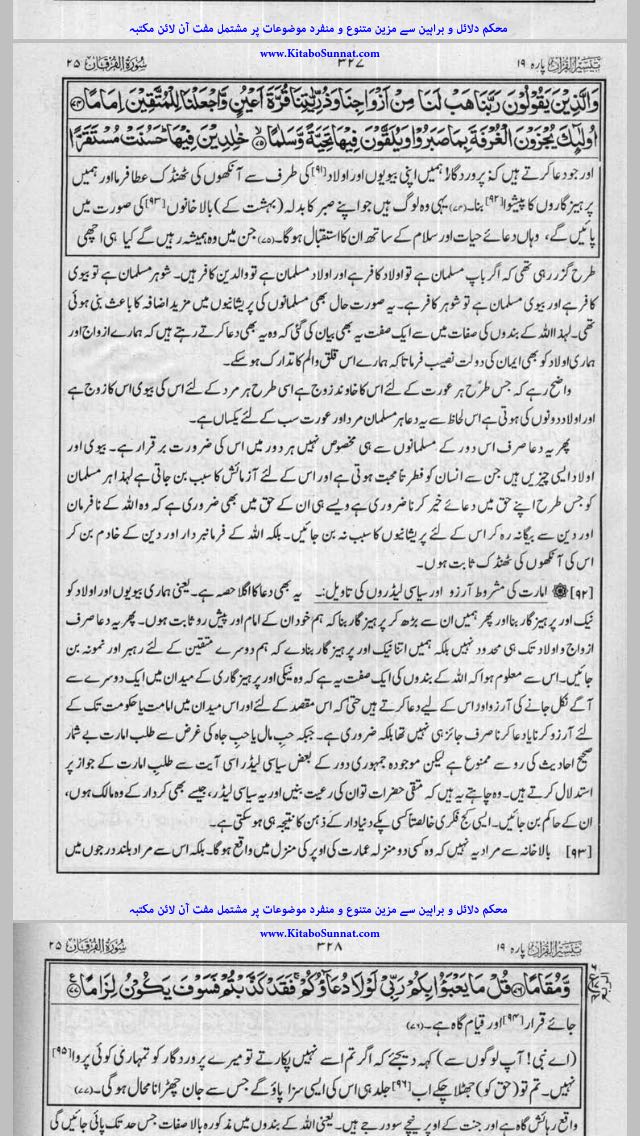 محکم دلائل و براہین سے مزین متنوع و منفرد موضوعات پر مشتمل مفت آن لائن مکتبہ
www.KitaboSunnat.com
تیسیر القرآن پارہ ۱۹ ۳۲۷ سورۃ الفرقان ۲۵
وَالَّذِيْنَ يَقُوْلُوْنَ رَبَّنَا هَبْ لَنَا مِنْ اَزْوَاجِنَا وَذُرِّيّٰتِنَا قُرَّةَ اَعْيُنٍ وَّاجْعَلْنَا لِلْمُتَّقِيْنَ اِمَامًا ﴿۷۴﴾
اُولٰٓئِكَ يُجْزَوْنَ الْغُرْفَةَ بِمَا صَبَرُوْا وَيُلَقَّوْنَ فِيْهَا تَحِيَّةً وَّسَلٰمًا ﴿۷۵﴾ خٰلِدِيْنَ فِيْهَا ۭ حَسُنَتْ مُسْتَقَرًّا
اور جو دعا کرتے ہیں کہ: پروردگار! ہمیں اپنی بیویوں اور اولاد [۹۱] کی طرف سے آنکھوں کی ٹھنڈک عطا فرما اور ہمیں
پرہیزگاروں کا پیشوا [۹۲] بنا۔ (۷۴) یہی وہ لوگ ہیں جو اپنے صبر کا بدلہ (بہشت کے) بالا خانوں [۹۳] کی صورت میں
پائیں گے، وہاں دعائے حیات اور سلام کے ساتھ ان کا استقبال ہوگا۔ (۷۵) جن میں وہ ہمیشہ رہیں گے کیا ہی اچھی
طرح گزر رہی تھی کہ اگر باپ مسلمان ہے تو اولاد کافر ہے اور اولاد مسلمان ہے تو والدین کافر ہیں۔ شوہر مسلمان ہے تو بیوی
کافر ہے اور بیوی مسلمان ہے تو شوہر کافر ہے۔ یہ صورت حال بھی مسلمانوں کی پریشانیوں میں مزید اضافہ کا باعث بنی ہوئی
تھی۔ لہٰذا اللہ کے بندوں کی صفات میں سے ایک صفت یہ بھی بیان کی گئی کہ وہ یہ بھی دعا کرتے رہتے ہیں کہ ہمارے ازواج اور
ہماری اولاد کو بھی ایمان کی دولت نصیب فرما تاکہ ہمارے اس قلق و الم کا تدارک ہو سکے۔
واضح رہے کہ جس طرح ہر عورت کے لئے اس کا خاوند زوج ہے اسی طرح ہر مرد کے لئے اس کی بیوی اس کا زوج ہے
اور اولاد دونوں کی ہوتی ہے اس لحاظ سے یہ دعا ہر مسلمان مرد اور عورت سب کے لئے یکساں ہے۔
پھر یہ دعا صرف اس دور کے مسلمانوں سے ہی مخصوص نہیں ہر دور میں اس کی ضرورت برقرار ہے۔ بیوی اور
اولاد ایسی چیزیں ہیں جن سے انسان کو فطرتاً محبت ہوتی ہے اور اس کے لئے آزمائش کا سبب بن جاتی ہے لہٰذا ہر مسلمان
کو جس طرح اپنے حق میں دعائے خیر کرنا ضروری ہے ویسے ہی ان کے حق میں بھی ضروری ہے کہ وہ اللہ کے نافرمان
اور دین سے بیگانہ رہ کر اس کے لئے پریشانیوں کا سبب نہ بن جائیں۔ بلکہ اللہ کے فرمانبردار اور دین کے خادم بن کر
اس کی آنکھوں کی ٹھنڈک ثابت ہوں۔
[۹۲] امارت کی مشروط آرزو اور سیاسی لیڈروں کی تاویل:۔ یہ بھی دعا کا اگلا حصہ ہے۔ یعنی ہماری بیویوں اور اولاد کو
نیک اور پرہیزگار بنا اور پھر ہمیں ان سے بڑھ کر پرہیزگار بنا کہ ہم خود ان کے امام اور پیش رو ثابت ہوں۔ پھر یہ دعا صرف
ازواج و اولاد تک ہی محدود نہیں بلکہ ہمیں اتنا نیک اور پرہیزگار بنا دے کہ ہم دوسرے متقین کے لئے رہبر اور نمونہ بن
جائیں۔ اس سے معلوم ہوا کہ اللہ کے بندوں کی ایک صفت یہ ہے کہ وہ نیکی اور پرہیزگاری کے میدان میں ایک دوسرے سے
آگے نکل جانے کی آرزو اور اس کے لیے دعا کرتے ہیں حتیٰ کہ اس مقصد کے لئے اور اس میدان میں امامت یا حکومت تک کے
لئے آرزو کرنا یا دعا کرنا صرف جائز ہی نہیں تھا بلکہ ضروری ہے۔ جبکہ حب مال یا حب جاہ کی غرض سے طلب امارت بے شمار
صحیح احادیث کی رو سے ممنوع ہے لیکن موجودہ جمہوری دور کے بعض سیاسی لیڈر اسی آیت سے طلب امارت کے جواز پر
استدلال کرتے ہیں۔ وہ چاہتے یہ ہیں کہ متقی حضرات تو ان کی رعیت بنیں اور یہ سیاسی لیڈر، جیسے بھی کردار کے وہ مالک ہوں،
ان کے حاکم بن جائیں۔ ایسی کج فکری خالصتاً کسی پکے دنیادار کے ذہن کا نتیجہ ہی ہو سکتی ہے۔
[۹۳] بالا خانہ سے مراد یہ نہیں کہ وہ کسی دو منزلہ عمارت کی اوپر کی منزل میں واقع ہوگا۔ بلکہ اس سے مراد بلند درجوں میں
محکم دلائل و براہین سے مزین متنوع و منفرد موضوعات پر مشتمل مفت آن لائن مکتبہ
www.KitaboSunnat.com
تیسیر القرآن پارہ ۱۹ ۳۲۸ سورۃ الفرقان ۲۵
وَّمُقَامًا ﴿۷۶﴾ قُلْ مَا يَعْبَؤُا بِكُمْ رَبِّيْ لَوْلَا دُعَاۗؤُكُمْ ۚ فَقَدْ كَذَّبْتُمْ فَسَوْفَ يَكُوْنُ لِزَامًا ﴿۷۷﴾
جائے قرار [۹۴] اور قیام گاہ ہے۔ (۷۶)
(اے نبی! آپ لوگوں سے) کہہ دیجئے کہ اگر تم اسے نہیں پکارتے تو میرے پروردگار کو تمہاری کوئی پروا [۹۵]
نہیں۔ تم تو (حق کو) جھٹلا چکے اب [۹۶] جلد ہی اس کی ایسی سزا پاؤ گے جس سے جان چھڑانا محال ہوگی۔ (۷۷)
واقع رہائش گاہ ہے اور جنت کے اوپر نیچے سو درجے ہیں۔ یعنی اللہ کے بندوں میں مذکورہ بالا صفات جس حد تک پائی جائیں گی